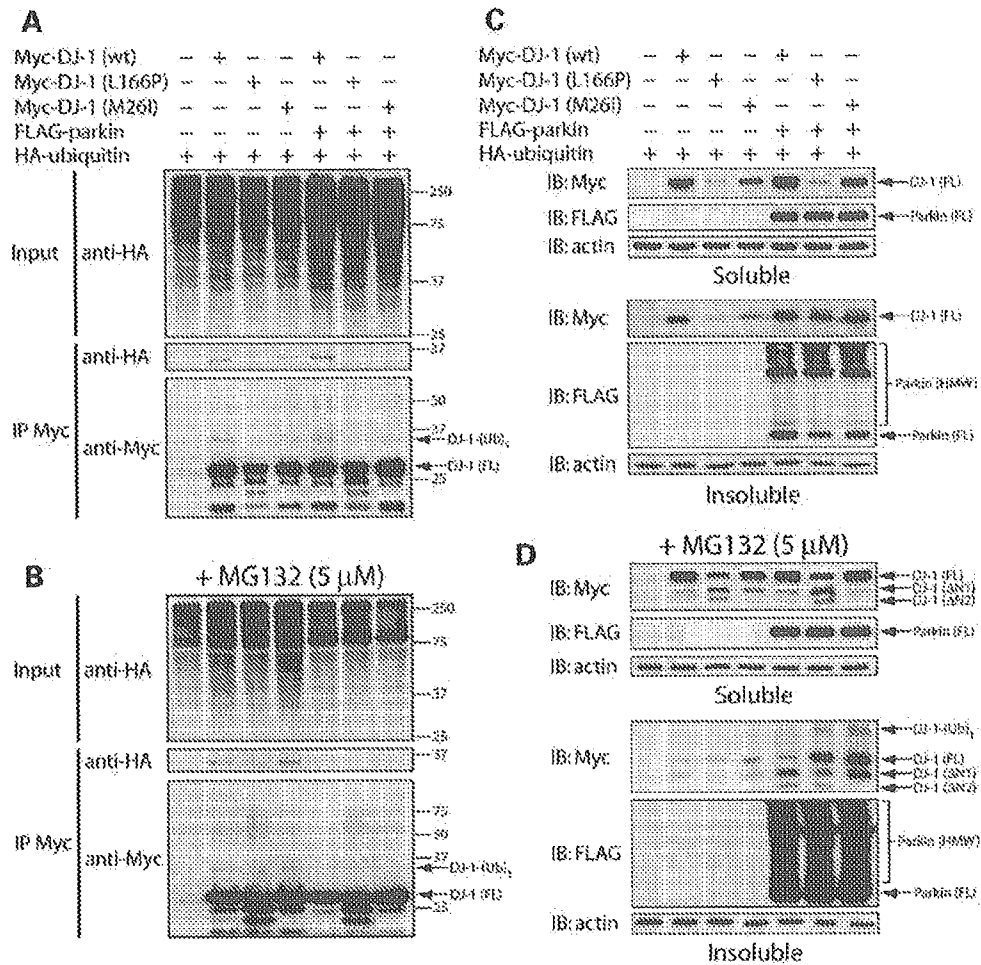 A
Myc-DJ-1 (wt) - + - - + - -
Myc-DJ-1 (L166P) - - + - - + -
Myc-DJ-1 (M26I) - - - + - - +
FLAG-parkin - - - - + + +
HA-ubiquitin + + + + + + +
Input
anti-HA
250
75
37
25
anti-HA
37
IP Myc
anti-Myc
50
37
DJ-1 (Ub)1
DJ-1 (FL)
25
B
+ MG132 (5 µM)
Input
anti-HA
250
75
37
25
anti-HA
37
IP Myc
anti-Myc
75
50
37
DJ-1 (Ub)1
DJ-1 (FL)
25
C
Myc-DJ-1 (wt) - + - - + - -
Myc-DJ-1 (L166P) - - + - - + -
Myc-DJ-1 (M26I) - - - + - - +
FLAG-parkin - - - - + + +
HA-ubiquitin + + + + + + +
IB: Myc
DJ-1 (FL)
IB: FLAG
Parkin (FL)
IB: actin
Soluble
IB: Myc
DJ-1 (FL)
IB: FLAG
Parkin (HMW)
Parkin (FL)
IB: actin
Insoluble
D
+ MG132 (5 µM)
IB: Myc
DJ-1 (FL)
DJ-1 (ΔN1)
DJ-1 (ΔN2)
IB: FLAG
Parkin (FL)
IB: actin
Soluble
IB: Myc
DJ-1 (Ub)1
DJ-1 (FL)
DJ-1 (ΔN1)
DJ-1 (ΔN2)
IB: FLAG
Parkin (HMW)
Parkin (FL)
IB: actin
Insoluble